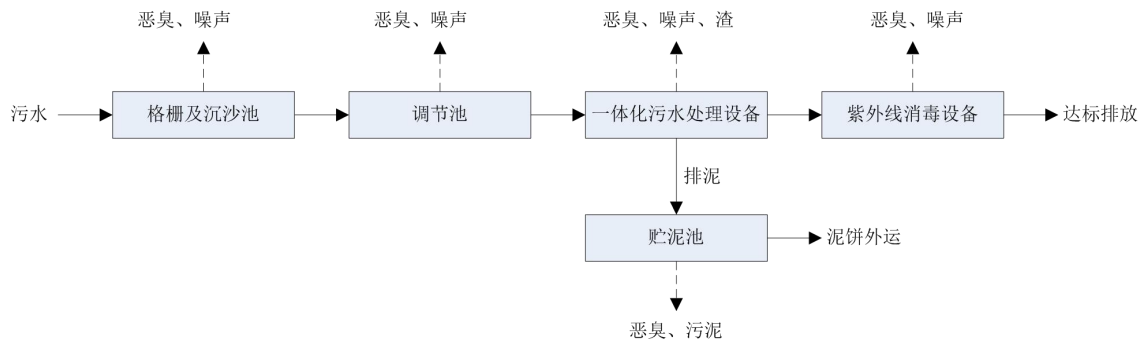 恶臭、噪声
恶臭、噪声
恶臭、噪声、渣
恶臭、噪声
污水
格栅及沉沙池
调节池
一体化污水处理设备
紫外线消毒设备
达标排放
排泥
贮泥池
泥饼外运
恶臭、污泥